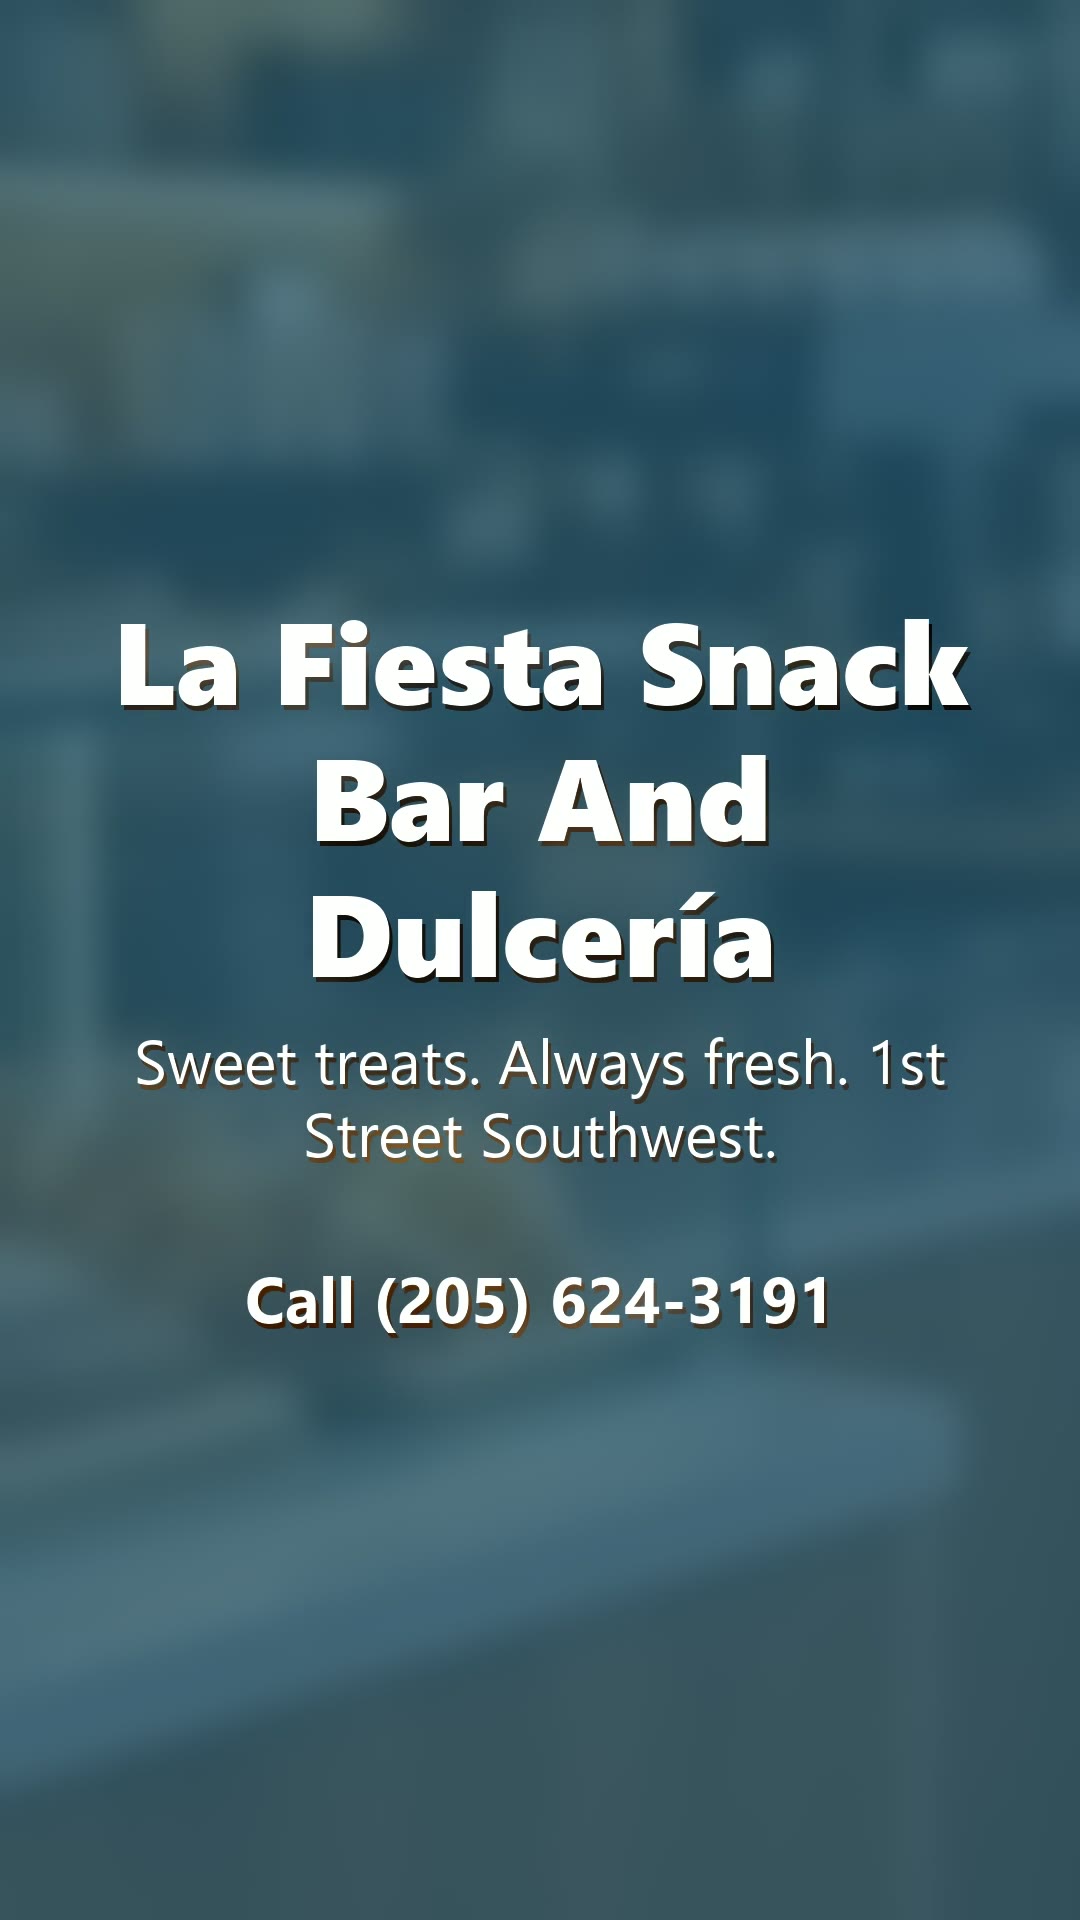 La Fiesta Snack
Bar And
Dulcería
Sweet treats. Always fresh. 1st
Street Southwest.
Call (205) 624-3191